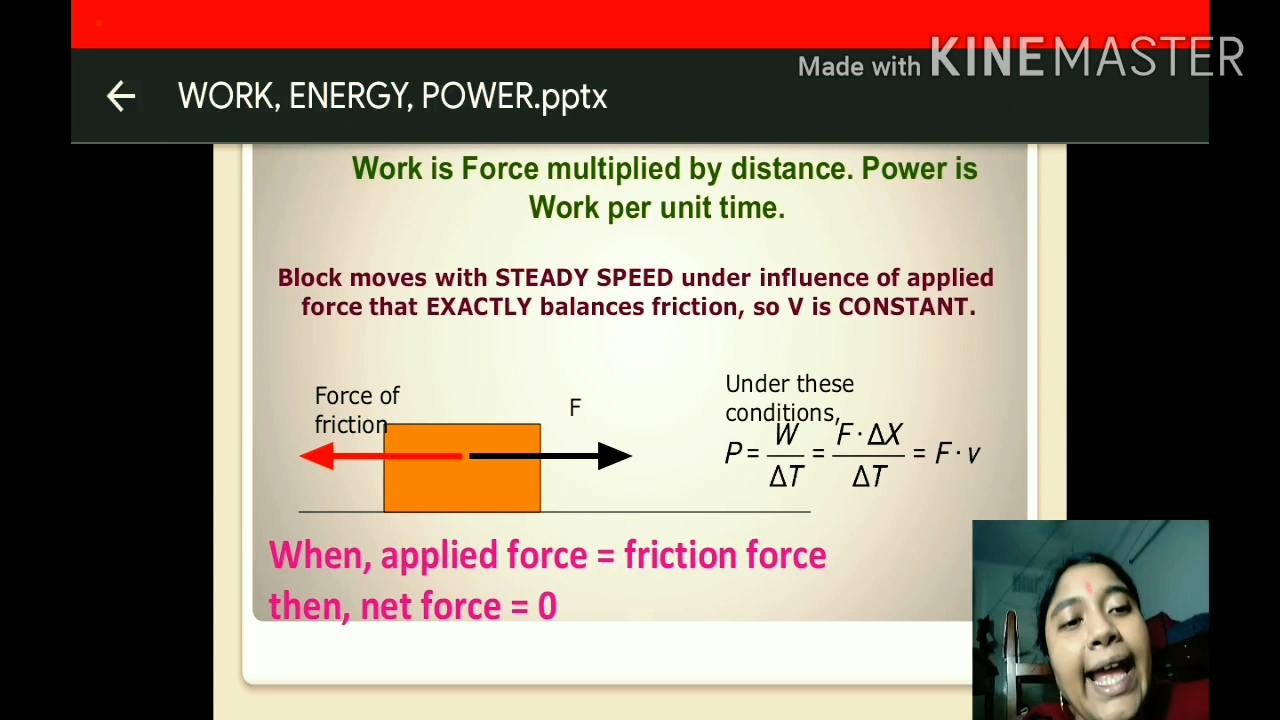 Made with KINEMASTER
WORK, ENERGY, POWER.pptx
Work is Force multiplied by distance. Power is
Work per unit time.
Block moves with STEADY SPEED under influence of applied
force that EXACTLY balances friction, so V is CONSTANT.
Force of
friction
F
Under these
conditions,
P = W/ΔT = F · ΔX/ΔT = F · v
When, applied force = friction force
then, net force = 0